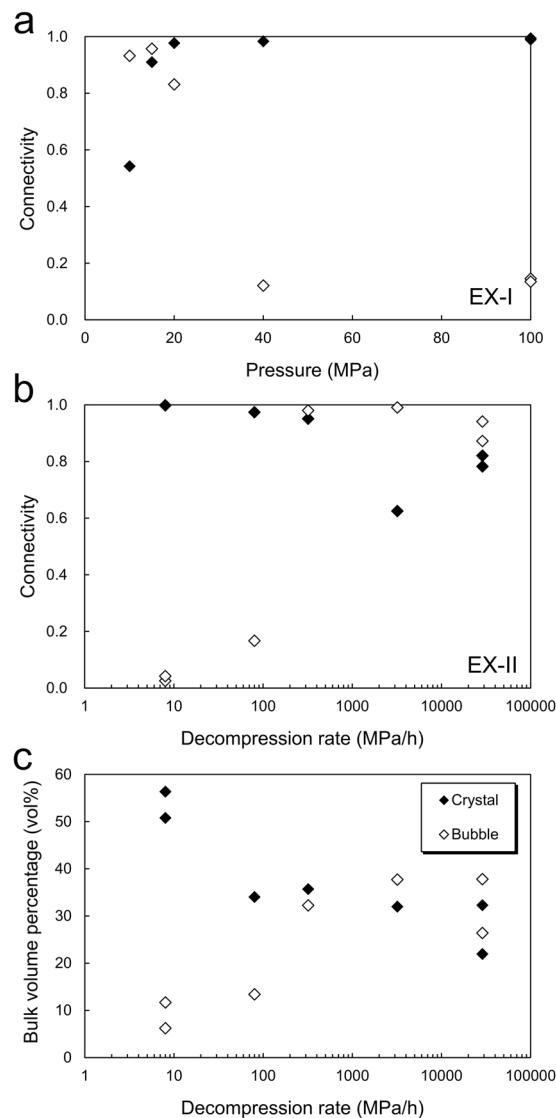 a
1.0
0.8
0.6
0.4
0.2
0.0
Connectivity
EX-I
0 20 40 60 80 100
Pressure (MPa)
b
1.0
0.8
0.6
0.4
0.2
0.0
Connectivity
EX-II
1 10 100 1000 10000 100000
Decompression rate (MPa/h)
c
60
50
40
30
20
10
0
Bulk volume percentage (vol%)
Crystal
Bubble
1 10 100 1000 10000 100000
Decompression rate (MPa/h)